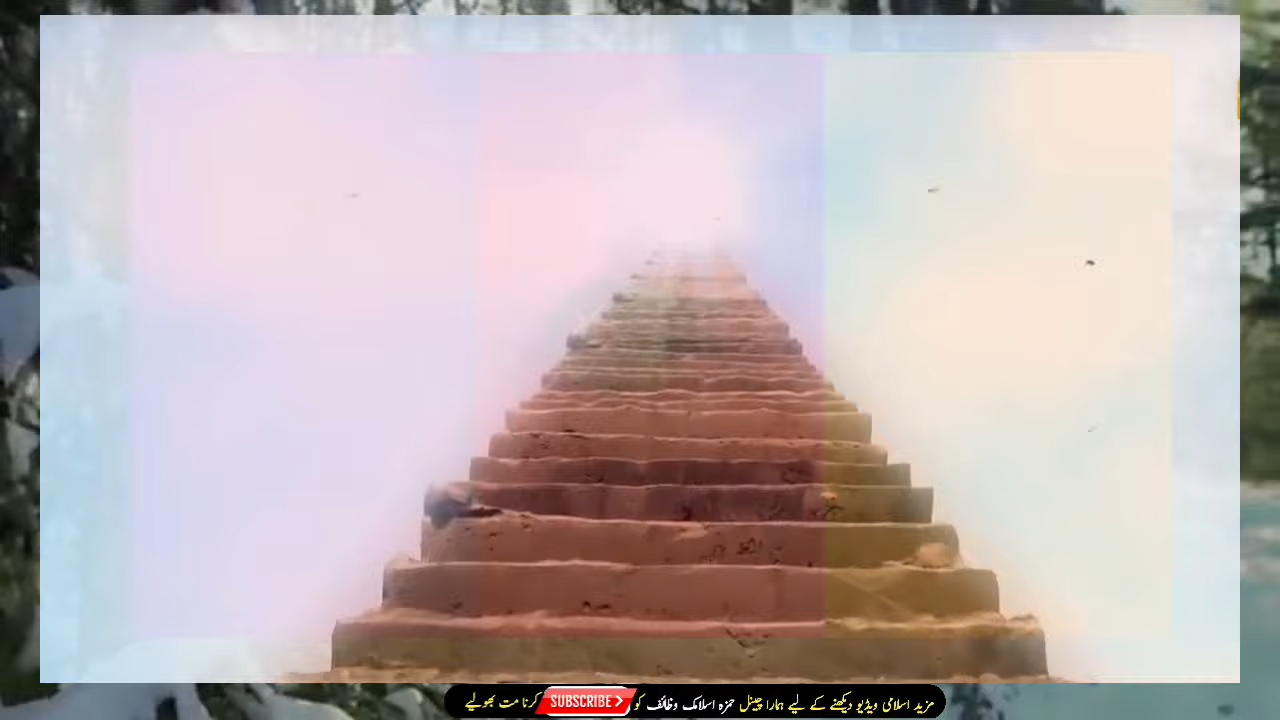 مزید اسلامی ویڈیو دیکھنے کے لیے ہمارا چینل حمزہ اسلامک وظائف کو SUBSCRIBE کرنا مت بھولیے